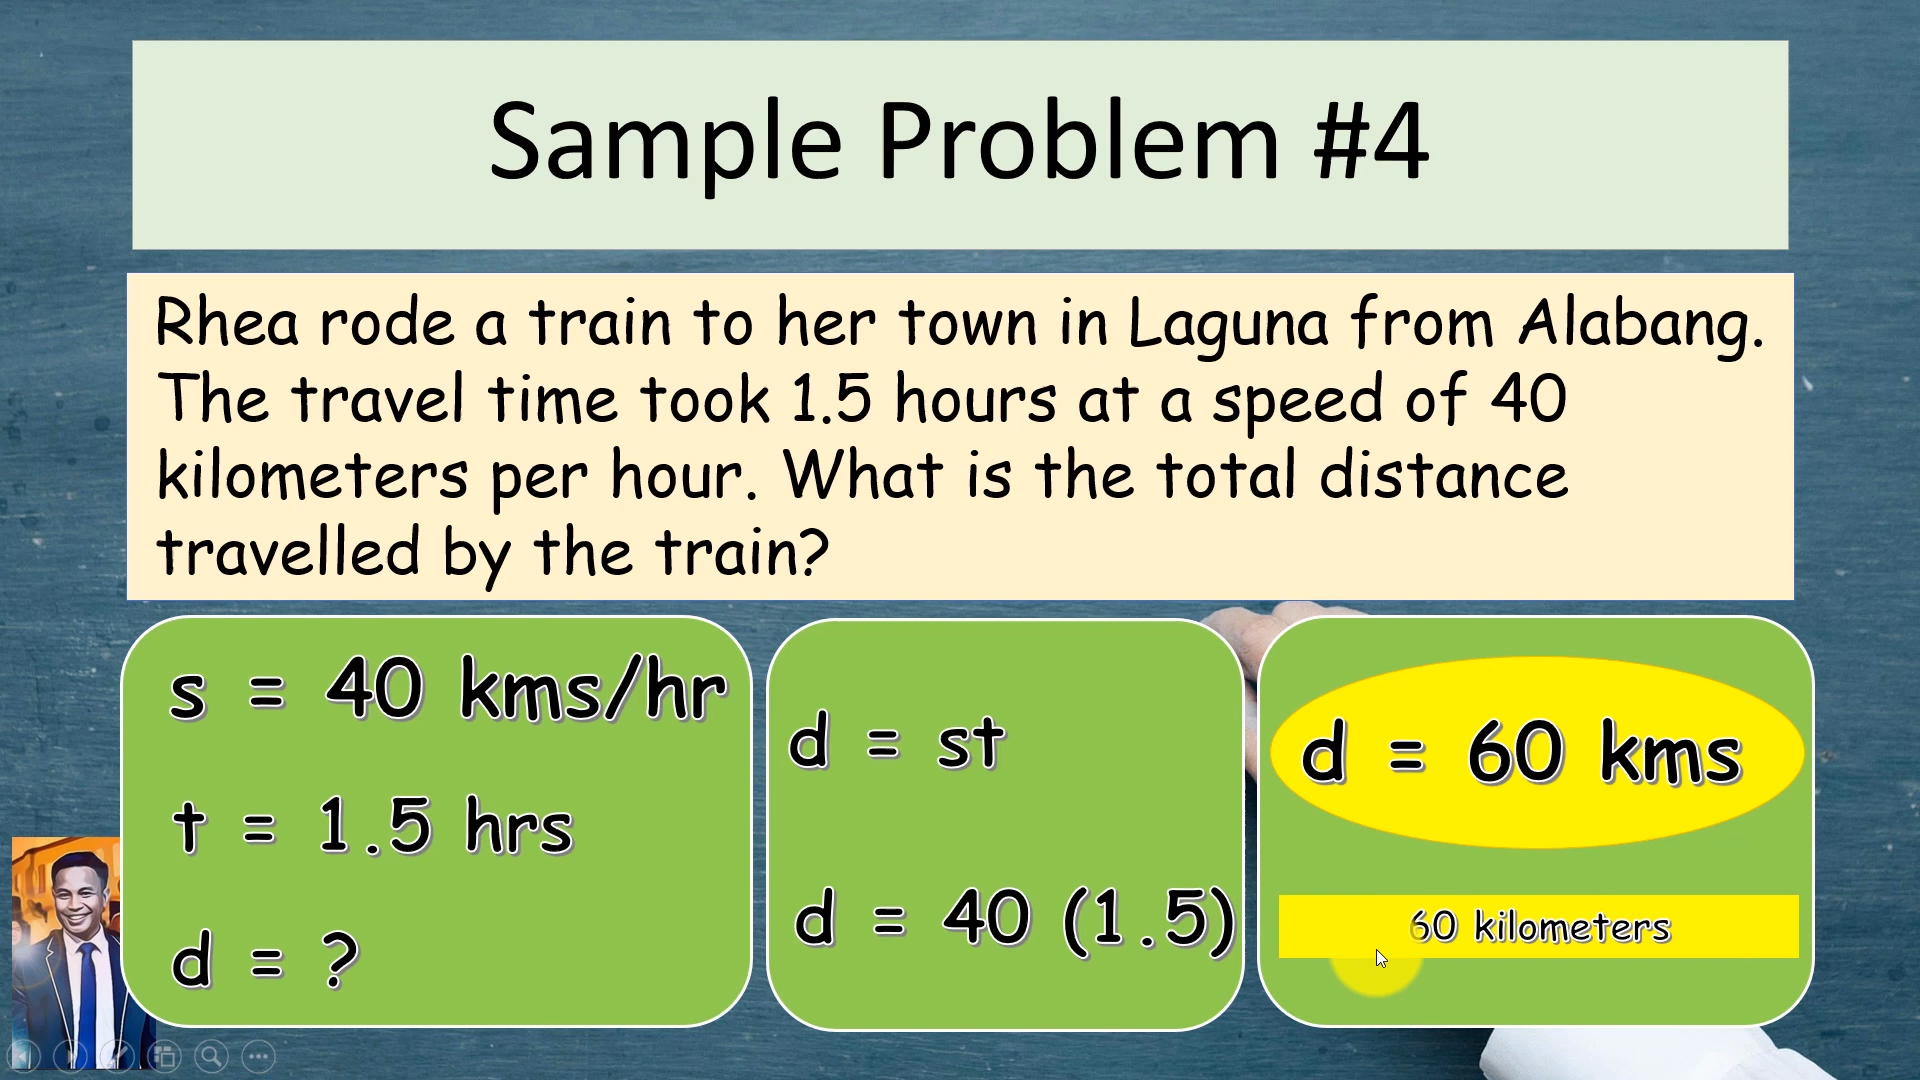 Sample Problem #4
Rhea rode a train to her town in Laguna from Alabang.
The travel time took 1.5 hours at a speed of 40
kilometers per hour. What is the total distance
travelled by the train?
s = 40 kms/hr
t = 1.5 hrs
d = ?
d = st
d = 40 (1.5)
d = 60 kms
60 kilometers